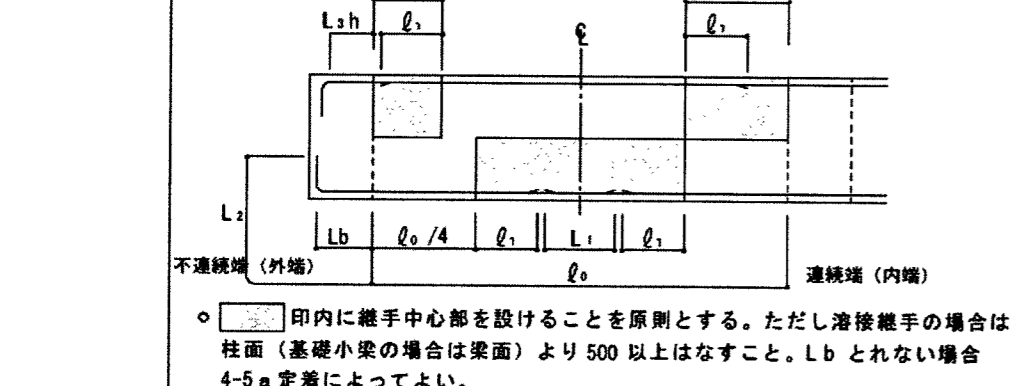 L3h ℓ1 ℄ ℓ1
L2
Lb ℓ0/4 ℓ1 L1 ℓ1
不連続端（外端） ℓ0 連続端（内端）
○ 印内に継手中心部を設けることを原則とする。ただし溶接継手の場合は
柱面（基礎小梁の場合は梁面）より500 以上はなすこと。Lb とれない場合
4-5 a 定着によってよい。